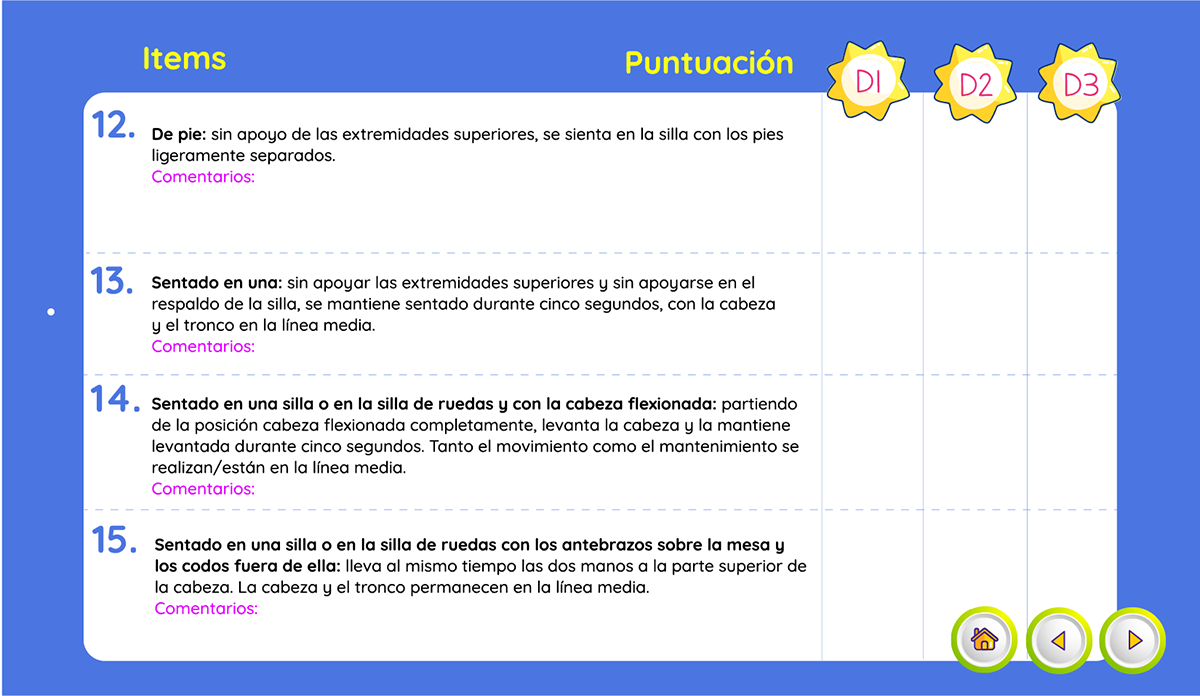 Items
Puntuación
D1
D2
D3
12.
De pie: sin apoyo de las extremidades superiores, se sienta en la silla con los pies
ligeramente separados.
Comentarios:
13.
Sentado en una: sin apoyar las extremidades superiores y sin apoyarse en el
respaldo de la silla, se mantiene sentado durante cinco segundos, con la cabeza
y el tronco en la línea media.
Comentarios:
14.
Sentado en una silla o en la silla de ruedas y con la cabeza flexionada: partiendo
de la posición cabeza flexionada completamente, levanta la cabeza y la mantiene
levantada durante cinco segundos. Tanto el movimiento como el mantenimiento se
realizan/están en la línea media.
Comentarios:
15.
Sentado en una silla o en la silla de ruedas con los antebrazos sobre la mesa y
los codos fuera de ella: lleva al mismo tiempo las dos manos a la parte superior de
la cabeza. La cabeza y el tronco permanecen en la línea media.
Comentarios: